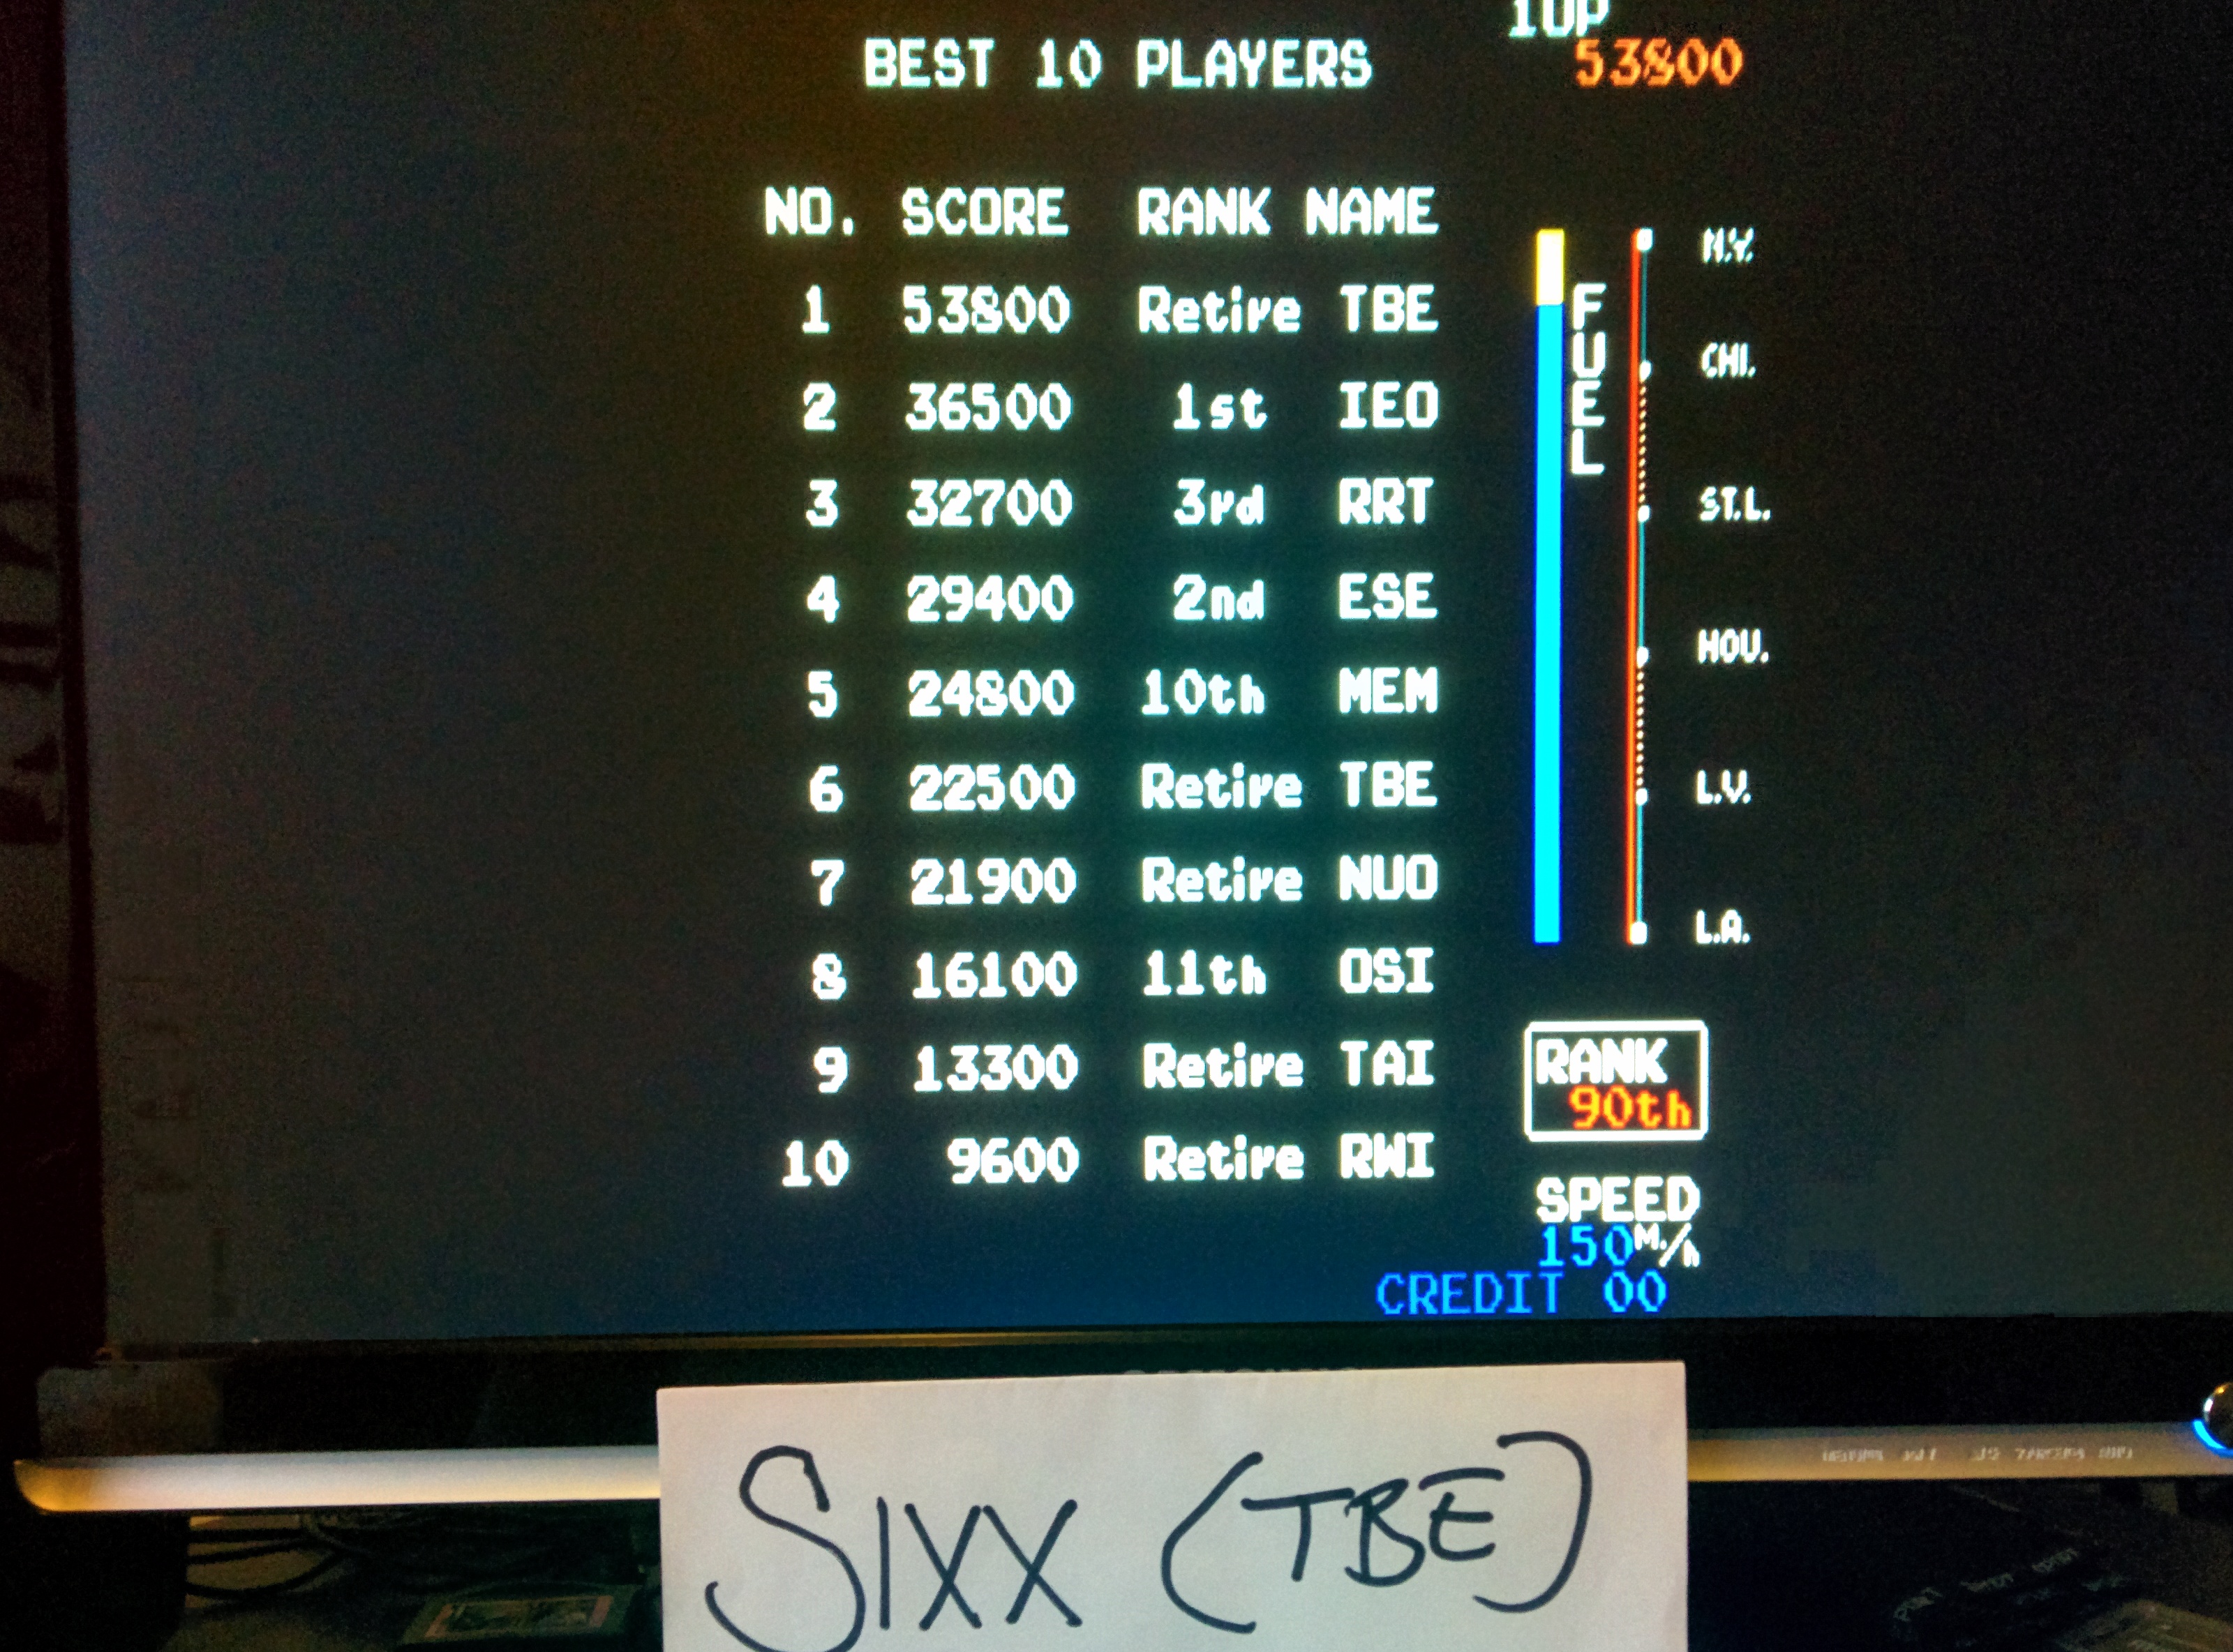 1UP
BEST 10 PLAYERS 53800
NO. SCORE RANK NAME
1 53800 Retire TBE
2 36500 1st IEO
3 32700 3rd RRT
4 29400 2nd ESE
5 24800 10th MEM
6 22500 Retire TBE
7 21900 Retire NUO
8 16100 11th OSI
9 13300 Retire TAI
10 9600 Retire RWI
FUEL
N.Y.
CHI.
ST.L.
HOU.
L.V.
L.A.
RANK
90th
SPEED
150M./h
CREDIT 00
SIXX (TBE)